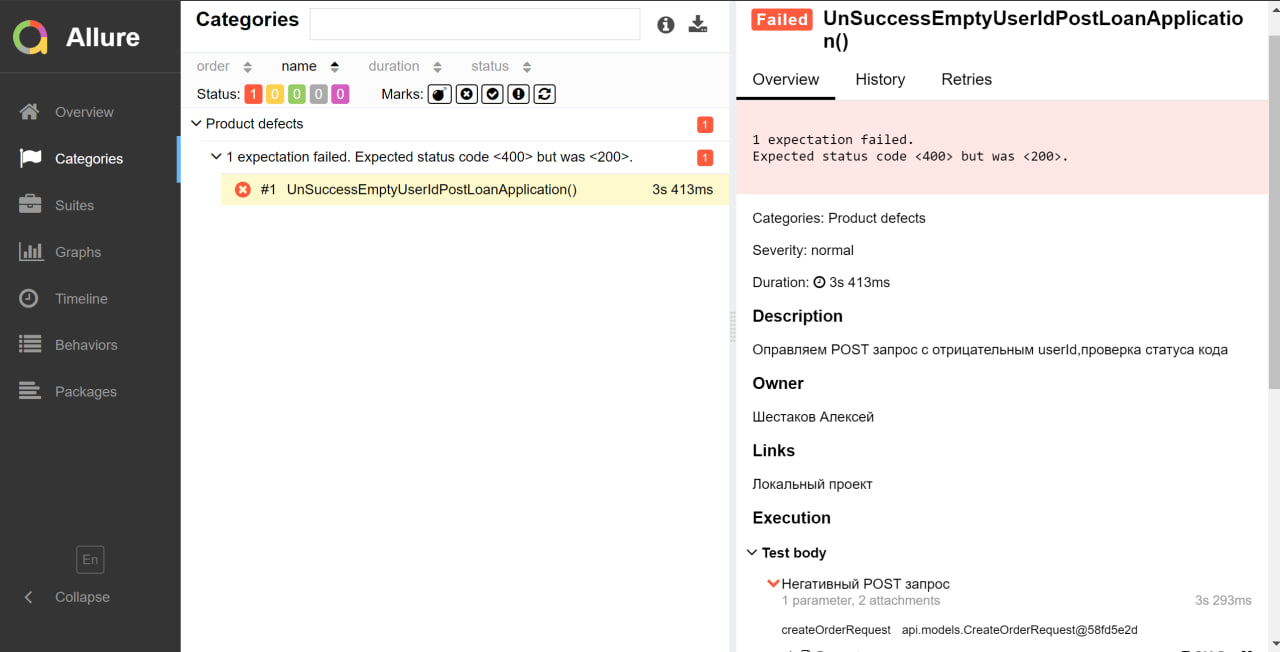 Allure
Overview
Categories
Suites
Graphs
Timeline
Behaviors
Packages
En
Collapse
Categories
order name duration status
Status: 1 0 0 0 0 Marks:
Product defects 1
1 expectation failed. Expected status code <400> but was <200>. 1
#1 UnSuccessEmptyUserIdPostLoanApplication() 3s 413ms
Failed UnSuccessEmptyUserIdPostLoanApplicatio
n()
Overview History Retries
1 expectation failed.
Expected status code <400> but was <200>.
Categories: Product defects
Severity: normal
Duration: 3s 413ms
Description
Оправляем POST запрос с отрицательным userId,проверка статуса кода
Owner
Шестаков Алексей
Links
Локальный проект
Execution
Test body
Негативный POST запрос
1 parameter, 2 attachments 3s 293ms
createOrderRequest api.models.CreateOrderRequest@58fd5e2d